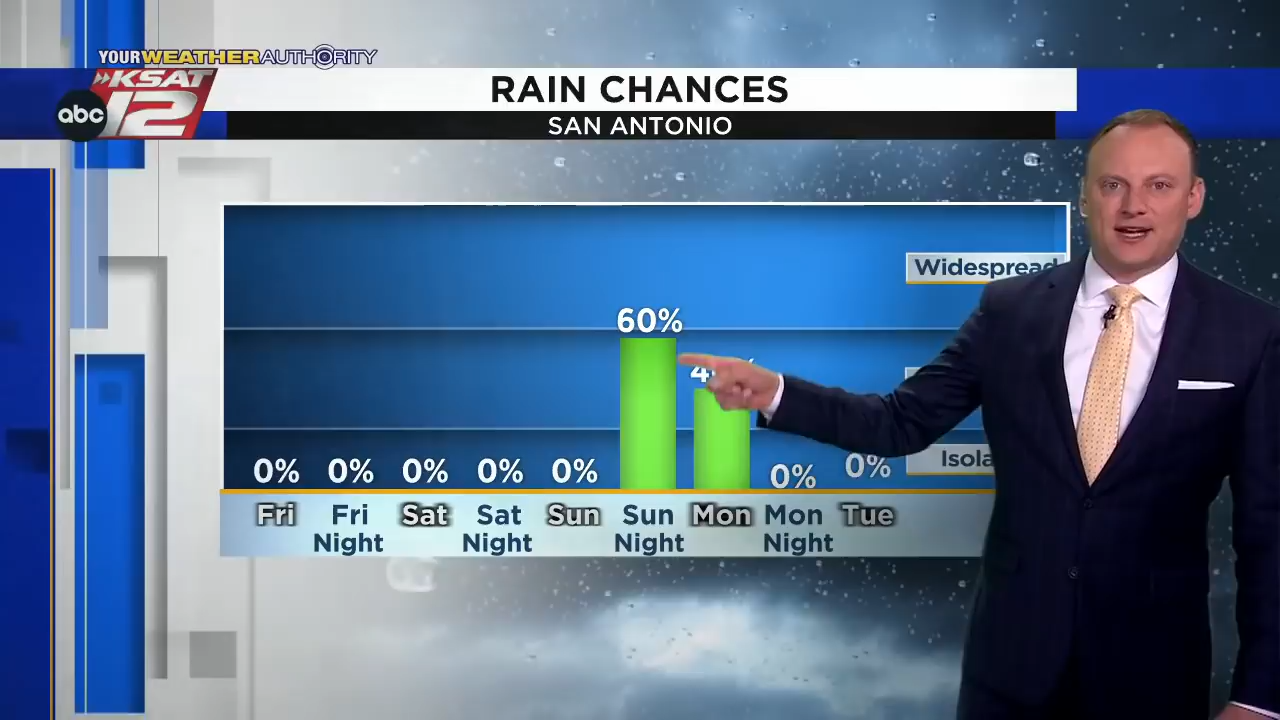 YOUR WEATHER AUTHORITY
KSAT
abc 12
RAIN CHANCES
SAN ANTONIO
Widespread
60%
0% 0% 0% 0% 0% 0% 0%
Fri Fri Night Sat Sat Night Sun Sun Night Mon Mon Night Tue